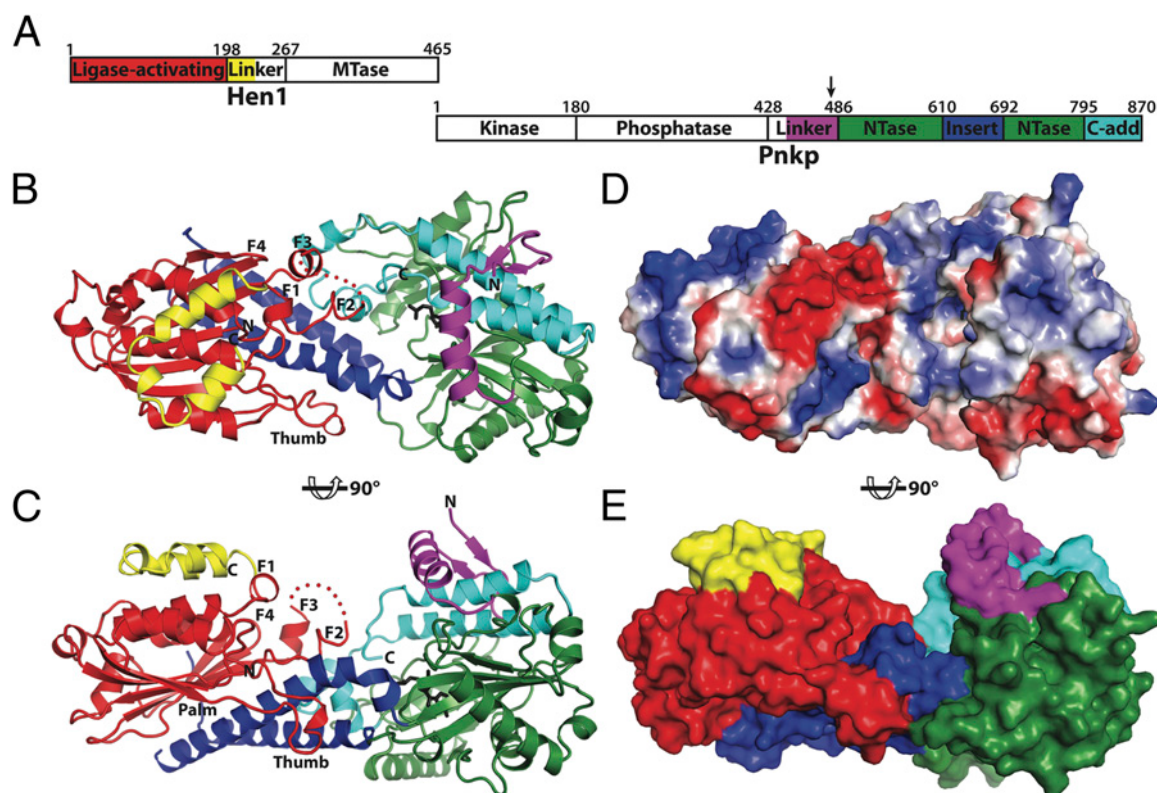 A
1 198 267 465
Ligase-activating Linker MTase
Hen1
1 180 428 486 610 692 795 870
Kinase Phosphatase Linker NTase Insert NTase C-add
Pnkp
B
F4 F3
F1
F2
N
C
C
N
Thumb
D
90°
90°
C
N
C
F1
F4
F3
F2
N
C
Palm
Thumb
E